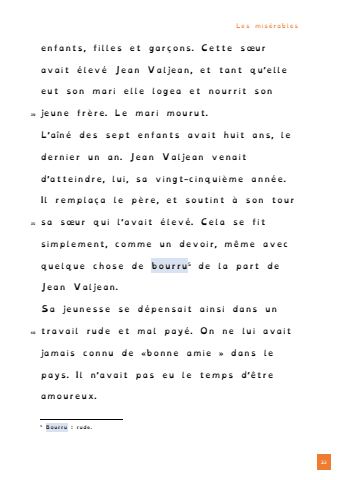 Les misérables
enfants, filles et garçons. Cette sœur
avait élevé Jean Valjean, et tant qu'elle
eut son mari elle logea et nourrit son
jeune frère. Le mari mourut.
L'aîné des sept enfants avait huit ans, le
dernier un an. Jean Valjean venait
d'atteindre, lui, sa vingt-cinquième année.
Il remplaça le père, et soutint à son tour
sa sœur qui l'avait élevé. Cela se fit
simplement, comme un devoir, même avec
quelque chose de bourru de la part de
Jean Valjean.
Sa jeunesse se dépensait ainsi dans un
travail rude et mal payé. On ne lui avait
jamais connu de «bonne amie » dans le
pays. Il n'avait pas eu le temps d'être
amoureux.
Bourru : rude.